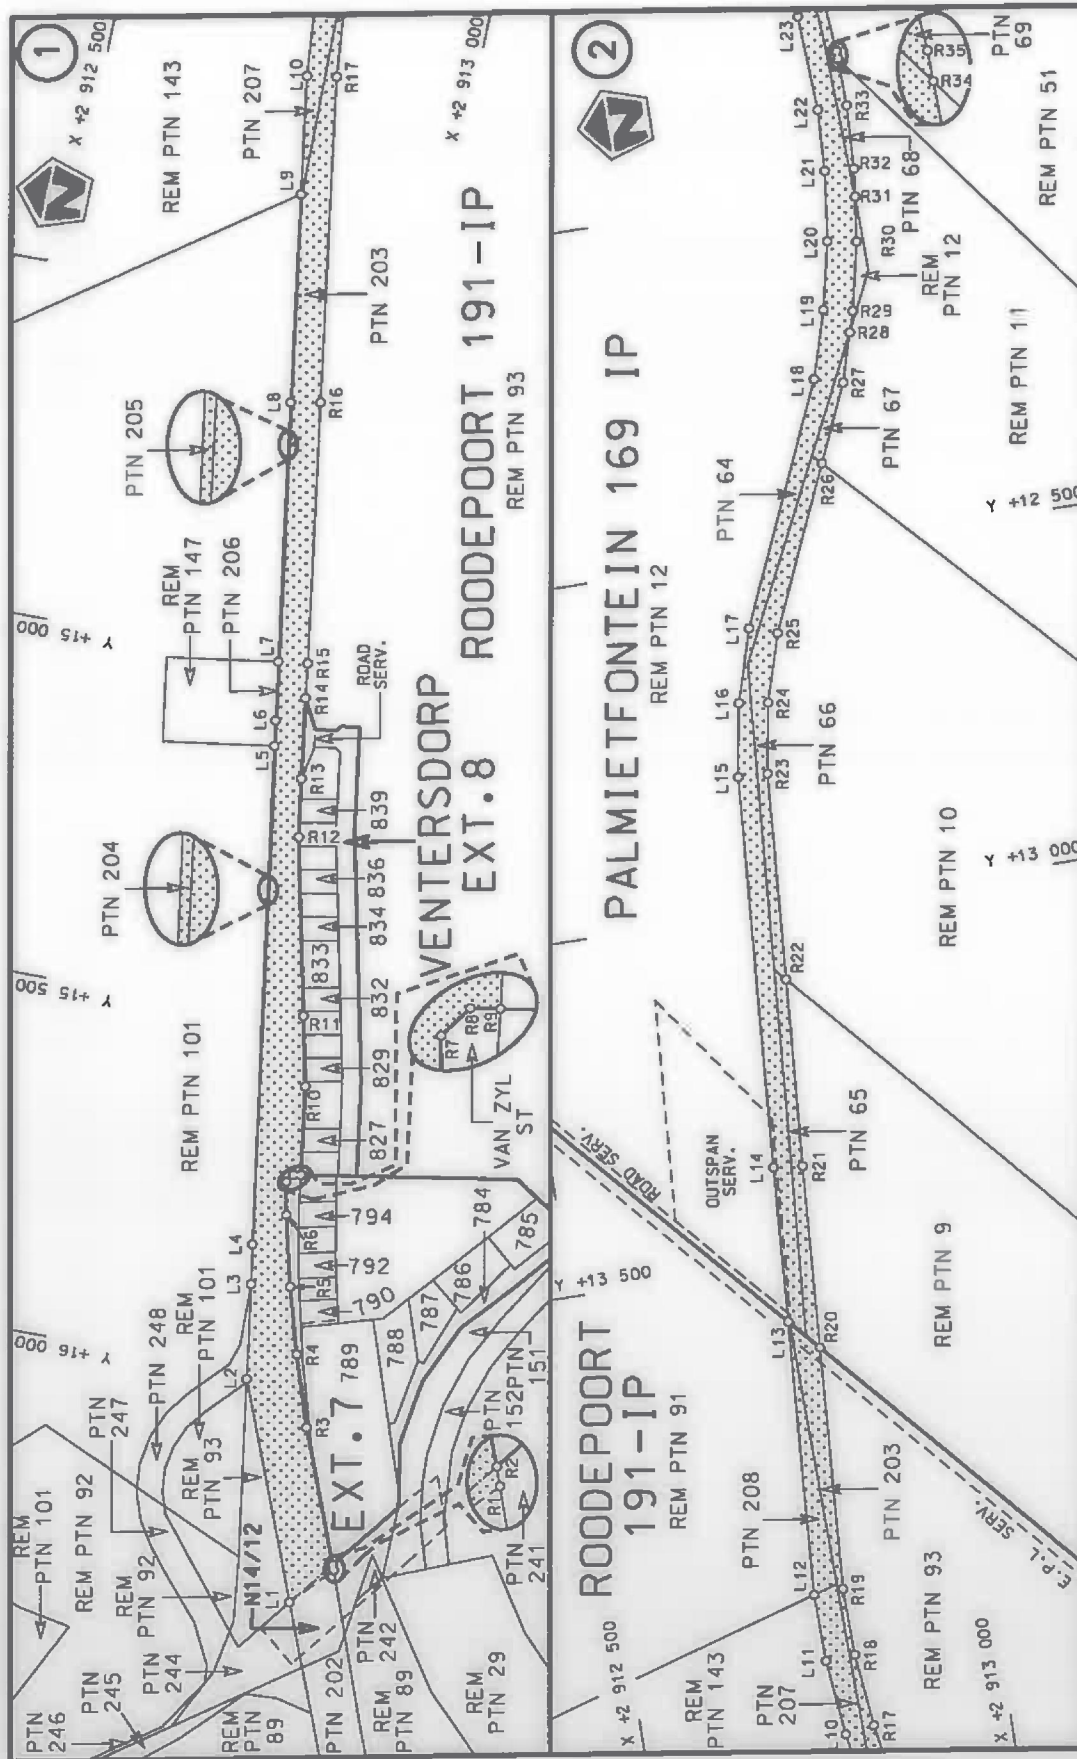 1
N
X +2 912 500
REM PTN 143
PTN 207
L10
R17
X +2 913 000
L9
PTN 203
ROODEPOORT 191-IP
REM PTN 93
L8
R16
PTN 205
REM
PTN 147
PTN 206
Y +15 000
L7
R15
L6
R14
ROAD
SERV.
L5
R13
VENTERSDORP
EXT.8
839
R12
836
834
833
832
829
827
PTN 204
Y +15 500
REM PTN 101
R11
R10
R7
R8
R9
VAN ZYL
ST
794
792
790
784
785
786
787
788
789
L4
L3
R6
R5
R4
L2
R3
Y +16 000
REM
PTN 101
PTN 248
PTN
247
REM
PTN 93
REM PTN 92
REM
PTN 92
REM
PTN 101
N14/12
L1
EXT.7
PTN
151
PTN
152
R1
R2
PTN
241
PTN
242
PTN
244
PTN
245
PTN
246
REM
PTN
89
PTN 202
REM
PTN 89
REM
PTN 29
2
N
L23
R35
R34
PTN
69
L22
R33
L21
R32
PTN 68
R31
REM PTN 51
L20
R30
REM
PTN 12
L19
R29
R28
L18
R27
PTN 67
REM PTN 11
PALMIETFONTEIN 169 IP
REM PTN 12
PTN 64
R26
Y +12 500
L17
R25
L16
R24
PTN 66
L15
R23
REM PTN 10
Y +13 000
R22
OUTSPAN
SERV.
ROAD SERV.
L14
R21
PTN 65
REM PTN 9
Y +13 500
L13
R20
ROODEPOORT
191-IP
REM PTN 91
PTN 208
PTN 203
SERV.
E.P.L
L12
R19
X +2 912 500
REM
PTN 143
L11
R18
PTN
207
REM PTN 93
X +2 913 000
L10
R17